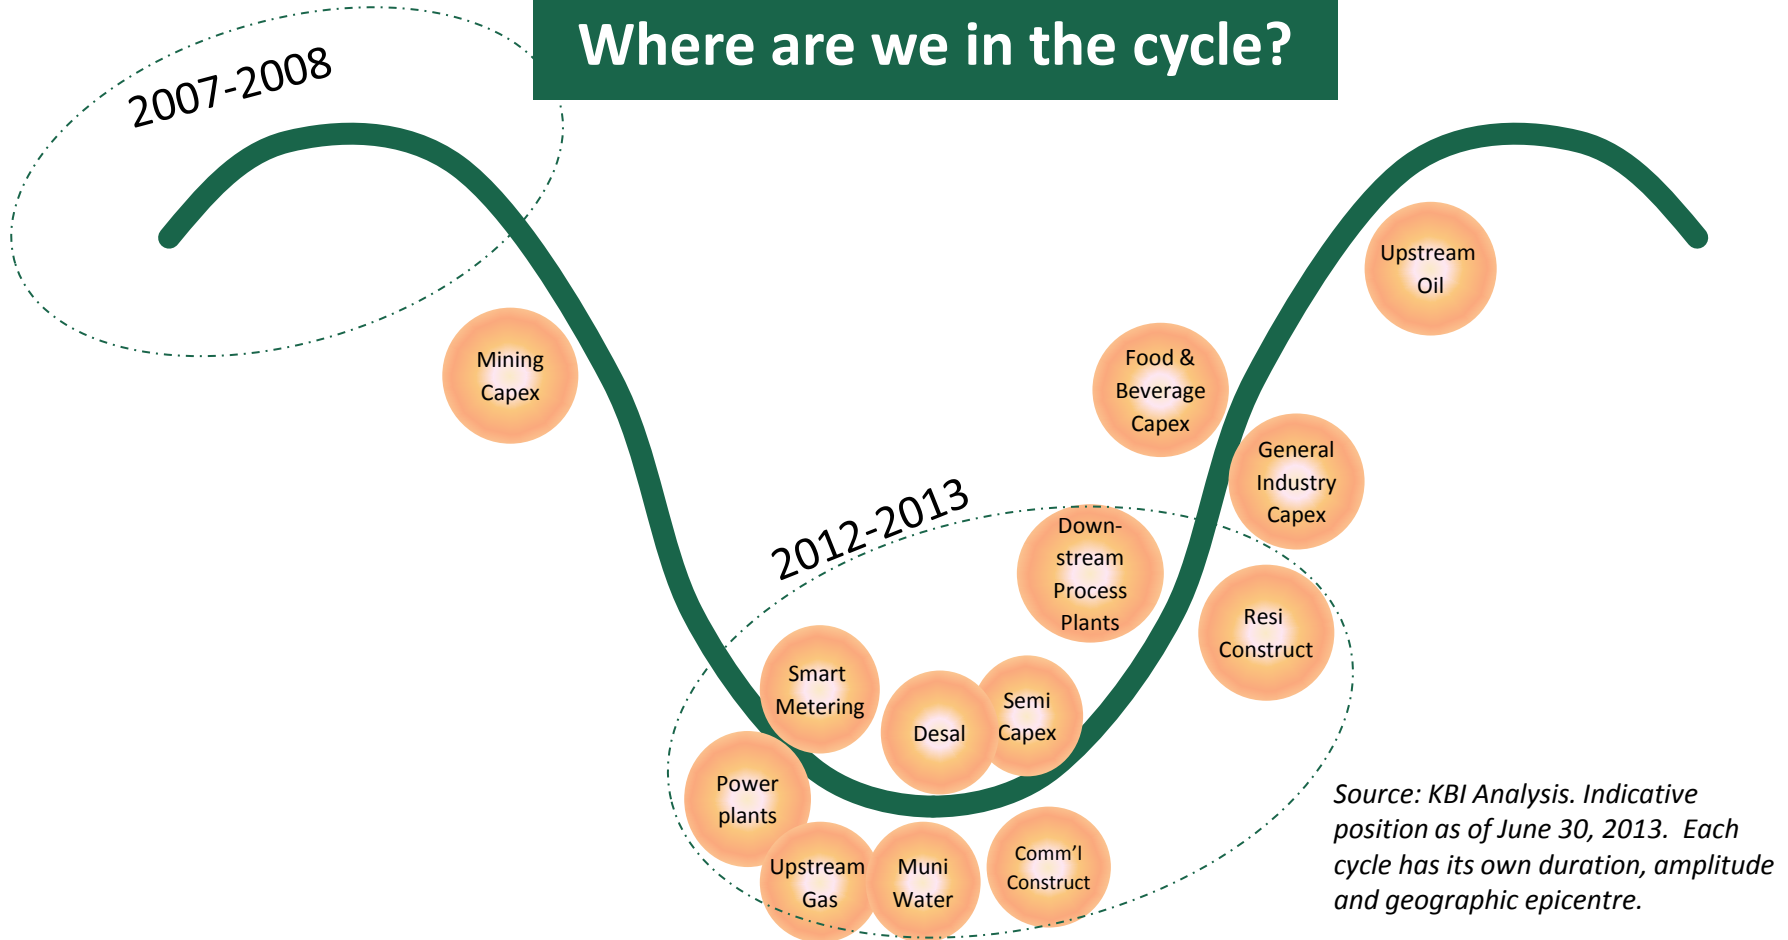 Where are we in the cycle?
2007-2008
Upstream
Oil
Mining
Capex
Food &
Beverage
Capex
General
Industry
Capex
2012-2013
Down-
stream
Process
Plants
Resi
Construct
Smart
Metering
Desal
Semi
Capex
Power
plants
Upstream
Gas
Muni
Water
Comm'l
Construct
Source: KBI Analysis. Indicative
position as of June 30, 2013.  Each
cycle has its own duration, amplitude
and geographic epicentre.